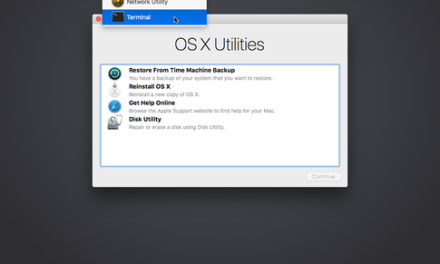 Network Utility
Terminal
OS X Utilities
Restore From Time Machine Backup
You have a backup of your system that you want to restore.
Reinstall OS X
Reinstall a new copy of OS X.
Get Help Online
Browse the Apple Support website to find help for your Mac.
Disk Utility
Repair or erase a disk using Disk Utility.
Continue